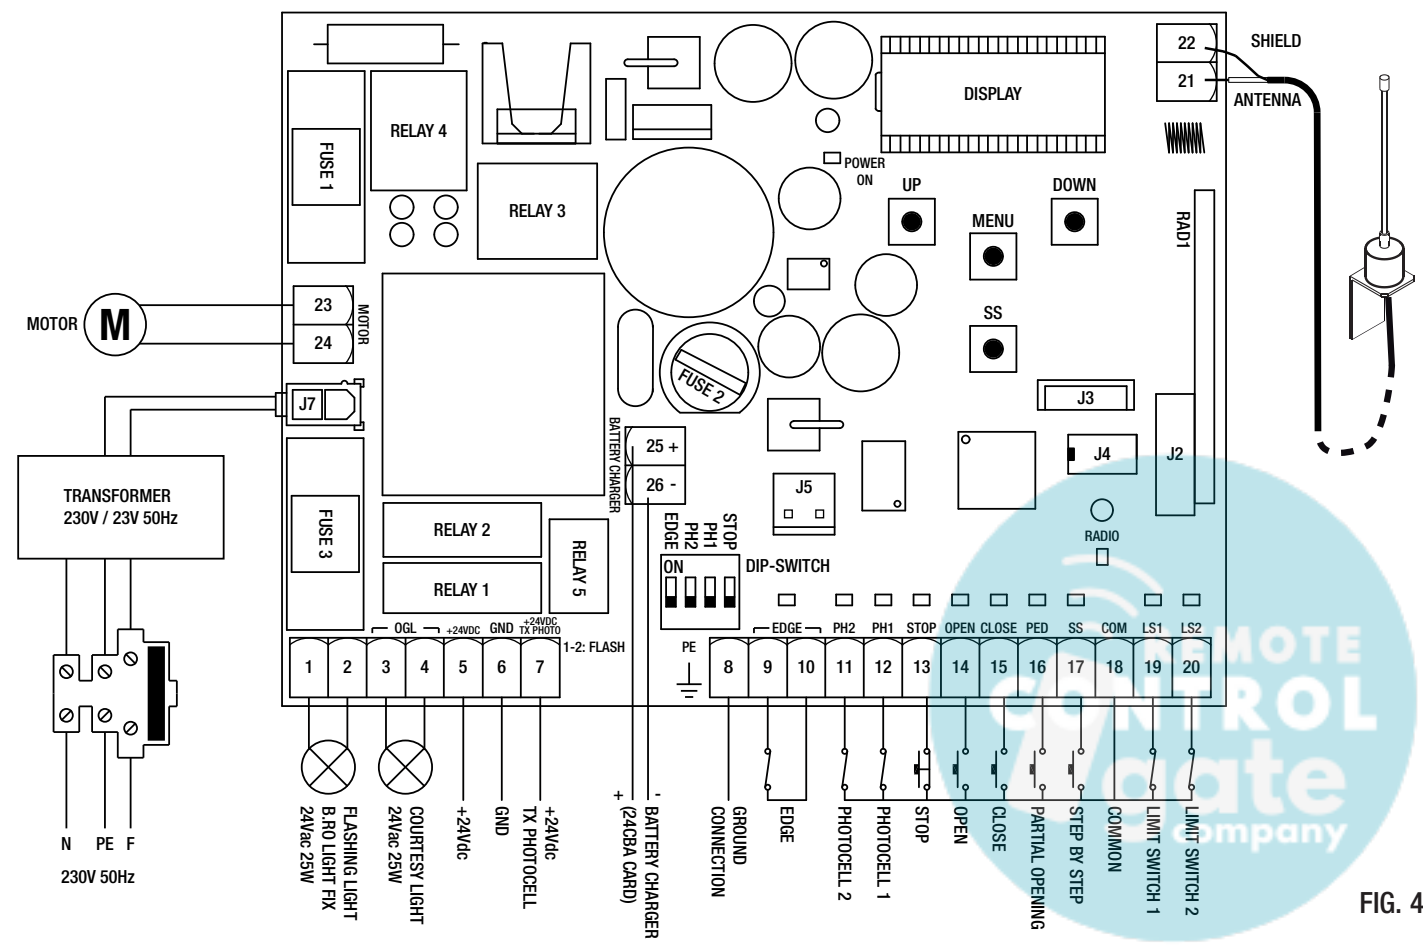 22
SHIELD
21
ANTENNA
DISPLAY
RELAY 4
FUSE 1
POWER
ON
UP
DOWN
MENU
RELAY 3
RAD1
MOTOR
M
23
24
MOTOR
SS
J7
FUSE 2
J3
BATTERY CHARGER
25 +
26 -
J4
J2
J5
TRANSFORMER
230V / 23V 50Hz
FUSE 3
RELAY 2
RELAY 1
RELAY 5
EDGE
PH2
PH1
STOP
ON
DIP-SWITCH
RADIO
OGL
+24VDC
GND
+24VDC
TX PHOTO
1-2: FLASH
PE
EDGE
PH2
PH1
STOP
OPEN
CLOSE
PED
SS
COM
LS1
LS2
1
2
3
4
5
6
7
8
9
10
11
12
13
14
15
16
17
18
19
20
REMOTE
CONTROL
gate
company
N
PE
F
230V 50Hz
FLASHING LIGHT
B.RO LIGHT FIX
24Vac 25W
COURTESY LIGHT
24Vac 25W
+24Vdc
GND
+24Vdc
TX PHOTOCELL
+
-
BATTERY CHARGER
(24CBA CARD)
GROUND
CONNECTION
EDGE
PHOTOCELL 2
PHOTOCELL 1
STOP
OPEN
CLOSE
PARTIAL OPENING
STEP BY STEP
COMMON
LIMIT SWITCH 1
LIMIT SWITCH 2
FIG. 4